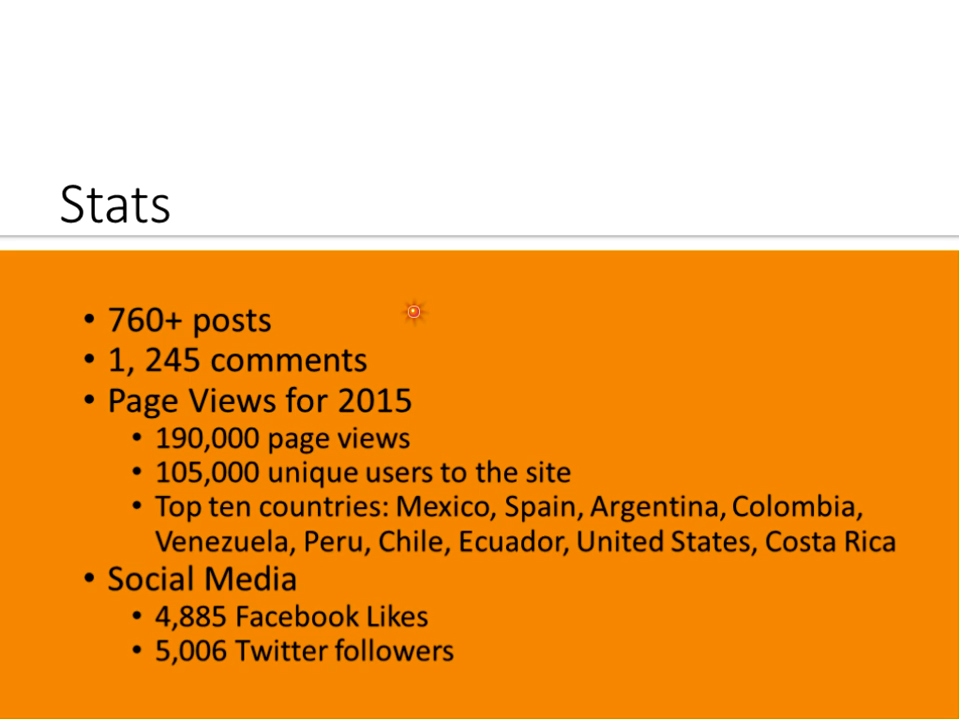 Stats
• 760+ posts
• 1, 245 comments
• Page Views for 2015
• 190,000 page views
• 105,000 unique users to the site
• Top ten countries: Mexico, Spain, Argentina, Colombia,
Venezuela, Peru, Chile, Ecuador, United States, Costa Rica
• Social Media
• 4,885 Facebook Likes
• 5,006 Twitter followers